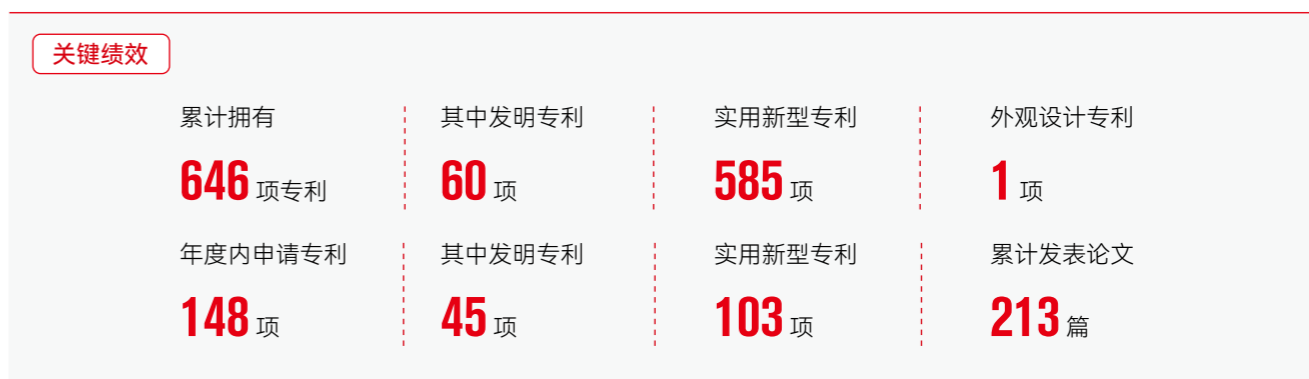 关键绩效
累计拥有
646 项专利
其中发明专利
60 项
实用新型专利
585 项
外观设计专利
1 项
年度内申请专利
148 项
其中发明专利
45 项
实用新型专利
103 项
累计发表论文
213 篇